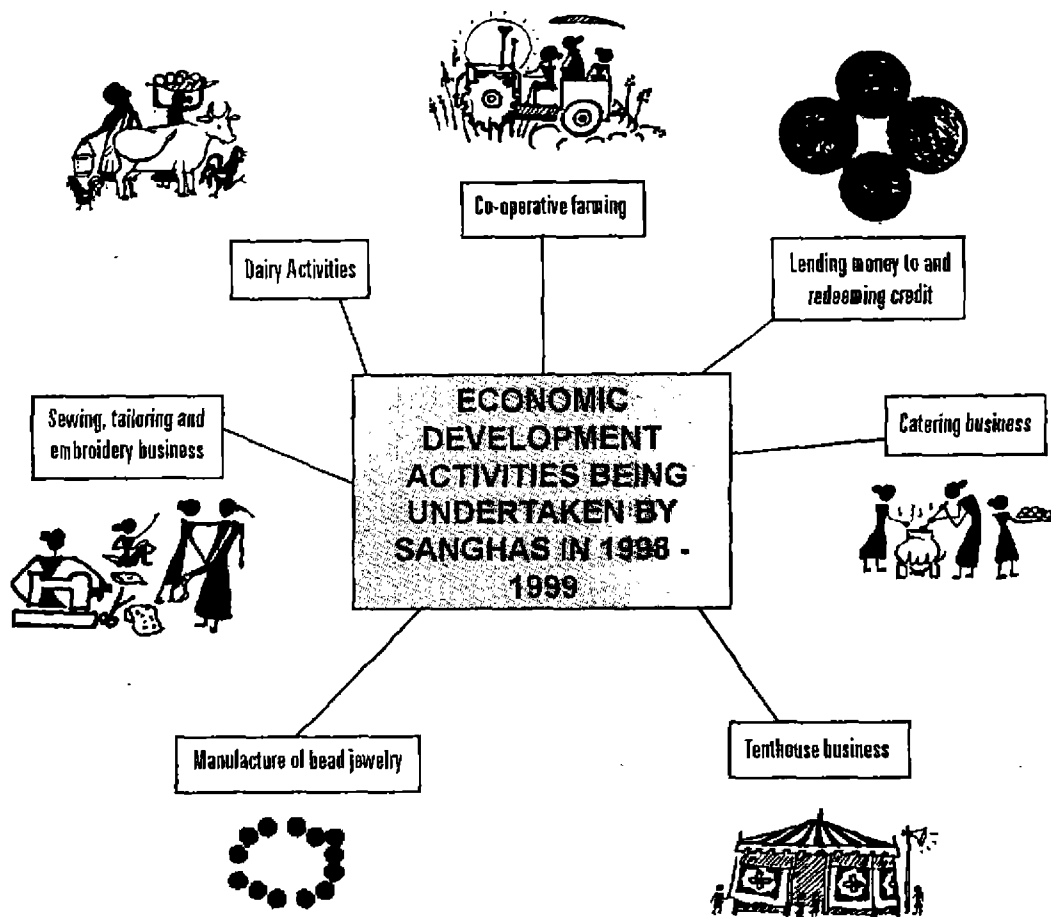 Co-operative farming
Dairy Activities
Lending money to and
redeeming credit
Sewing, tailoring and
embroidery business
ECONOMIC
DEVELOPMENT
ACTIVITIES BEING
UNDERTAKEN BY
SANGHAS IN 1998 -
1999
Catering business
Manufacture of bead jewelry
Tenthouse business